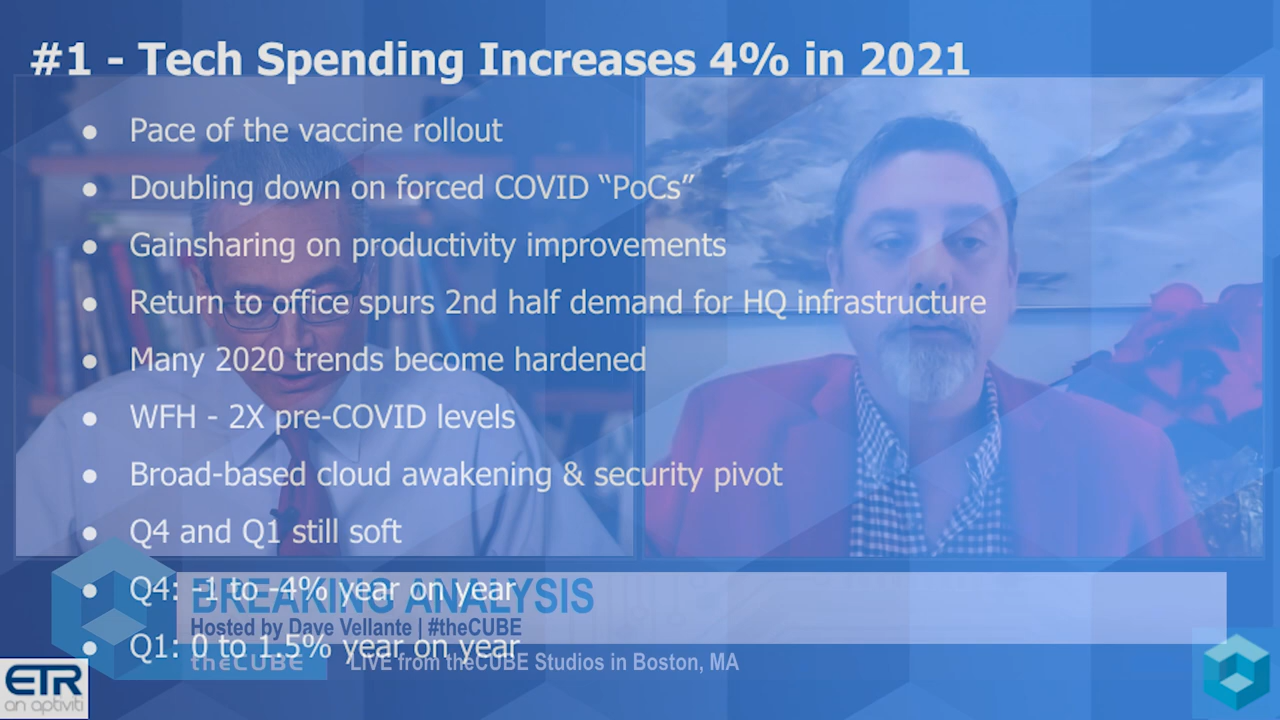 #1 - Tech Spending Increases 4% in 2021
● Pace of the vaccine rollout
● Doubling down on forced COVID “PoCs”
● Gainsharing on productivity improvements
● Return to office spurs 2nd half demand for HQ infrastructure
● Many 2020 trends become hardened
● WFH - 2X pre-COVID levels
● Broad-based cloud awakening & security pivot
● Q4 and Q1 still soft
● Q4: -1 to -4% year on year
BREAKING ANALYSIS
Hosted by Dave Vellante | #theCUBE
● Q1: 0 to 1.5% year on year
theCUBE LIVE from theCUBE Studios in Boston, MA
ETR
an aptiviti